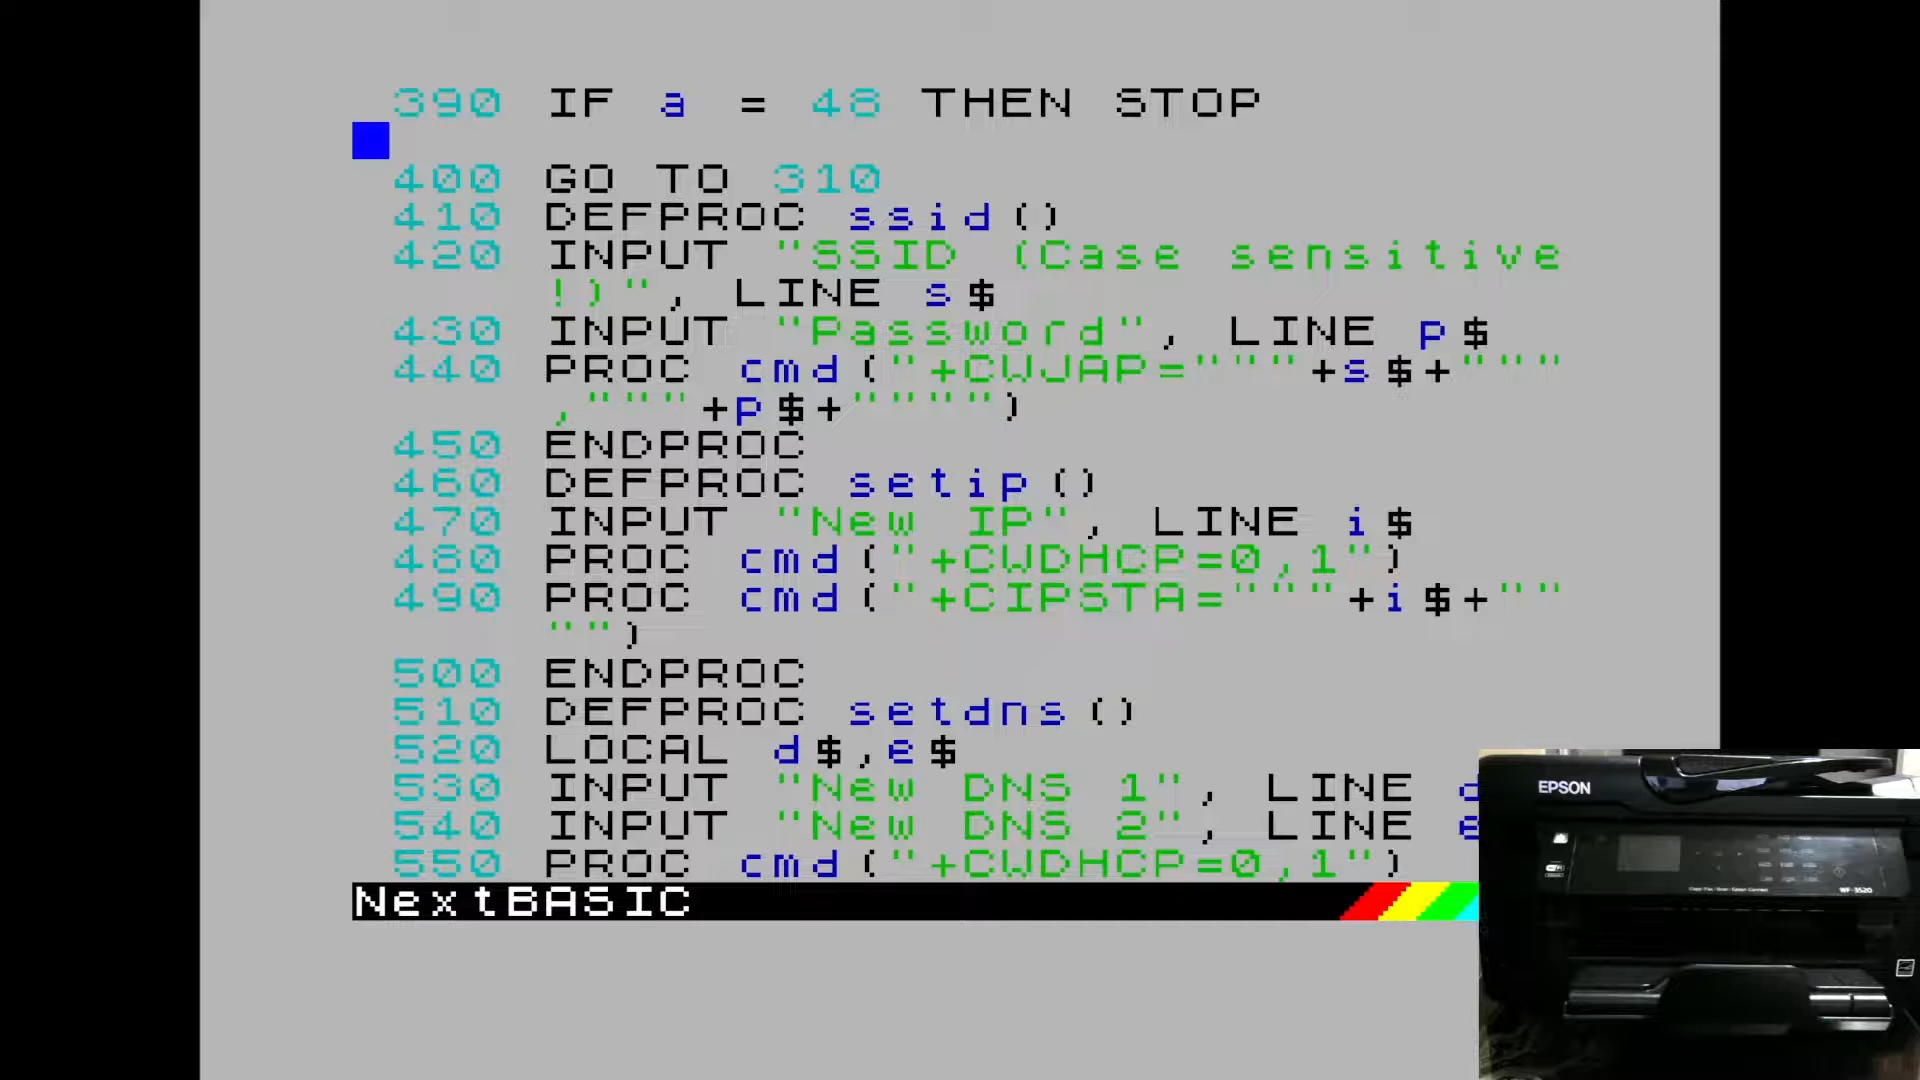 390 IF a = 48 THEN STOP
400 GO TO 310
410 DEFPROC ssid()
420 INPUT "SSID (Case sensitive
!)", LINE s$
430 INPUT "Password", LINE p$
440 PROC cmd("+CWJAP="""+s$+"""
,"""+p$+"""")
450 ENDPROC
460 DEFPROC setip()
470 INPUT "New IP", LINE i$
480 PROC cmd("+CWDHCP=0,1")
490 PROC cmd("+CIPSTA="""+i$+""
"")
500 ENDPROC
510 DEFPROC setdns()
520 LOCAL d$,e$
530 INPUT "New DNS 1", LINE d
540 INPUT "New DNS 2", LINE e
550 PROC cmd("+CWDHCP=0,1")
NextBASIC
EPSON
WF-3520